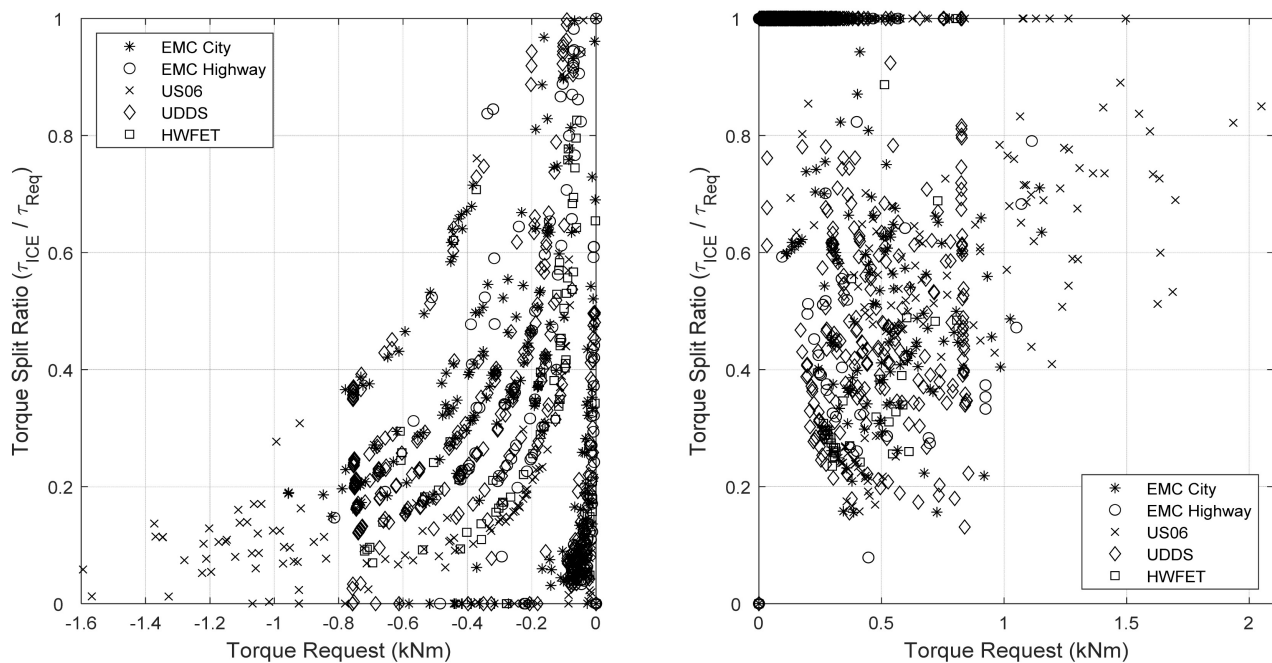 1
0.8
0.6
0.4
0.2
0
Torque Split Ratio (τICE / τReq)
EMC City
EMC Highway
US06
UDDS
HWFET
-1.6
-1.4
-1.2
-1
-0.8
-0.6
-0.4
-0.2
0
Torque Request (kNm)
1
0.8
0.6
0.4
0.2
0
Torque Split Ratio (τICE / τReq)
EMC City
EMC Highway
US06
UDDS
HWFET
0
0.5
1
1.5
2
Torque Request (kNm)